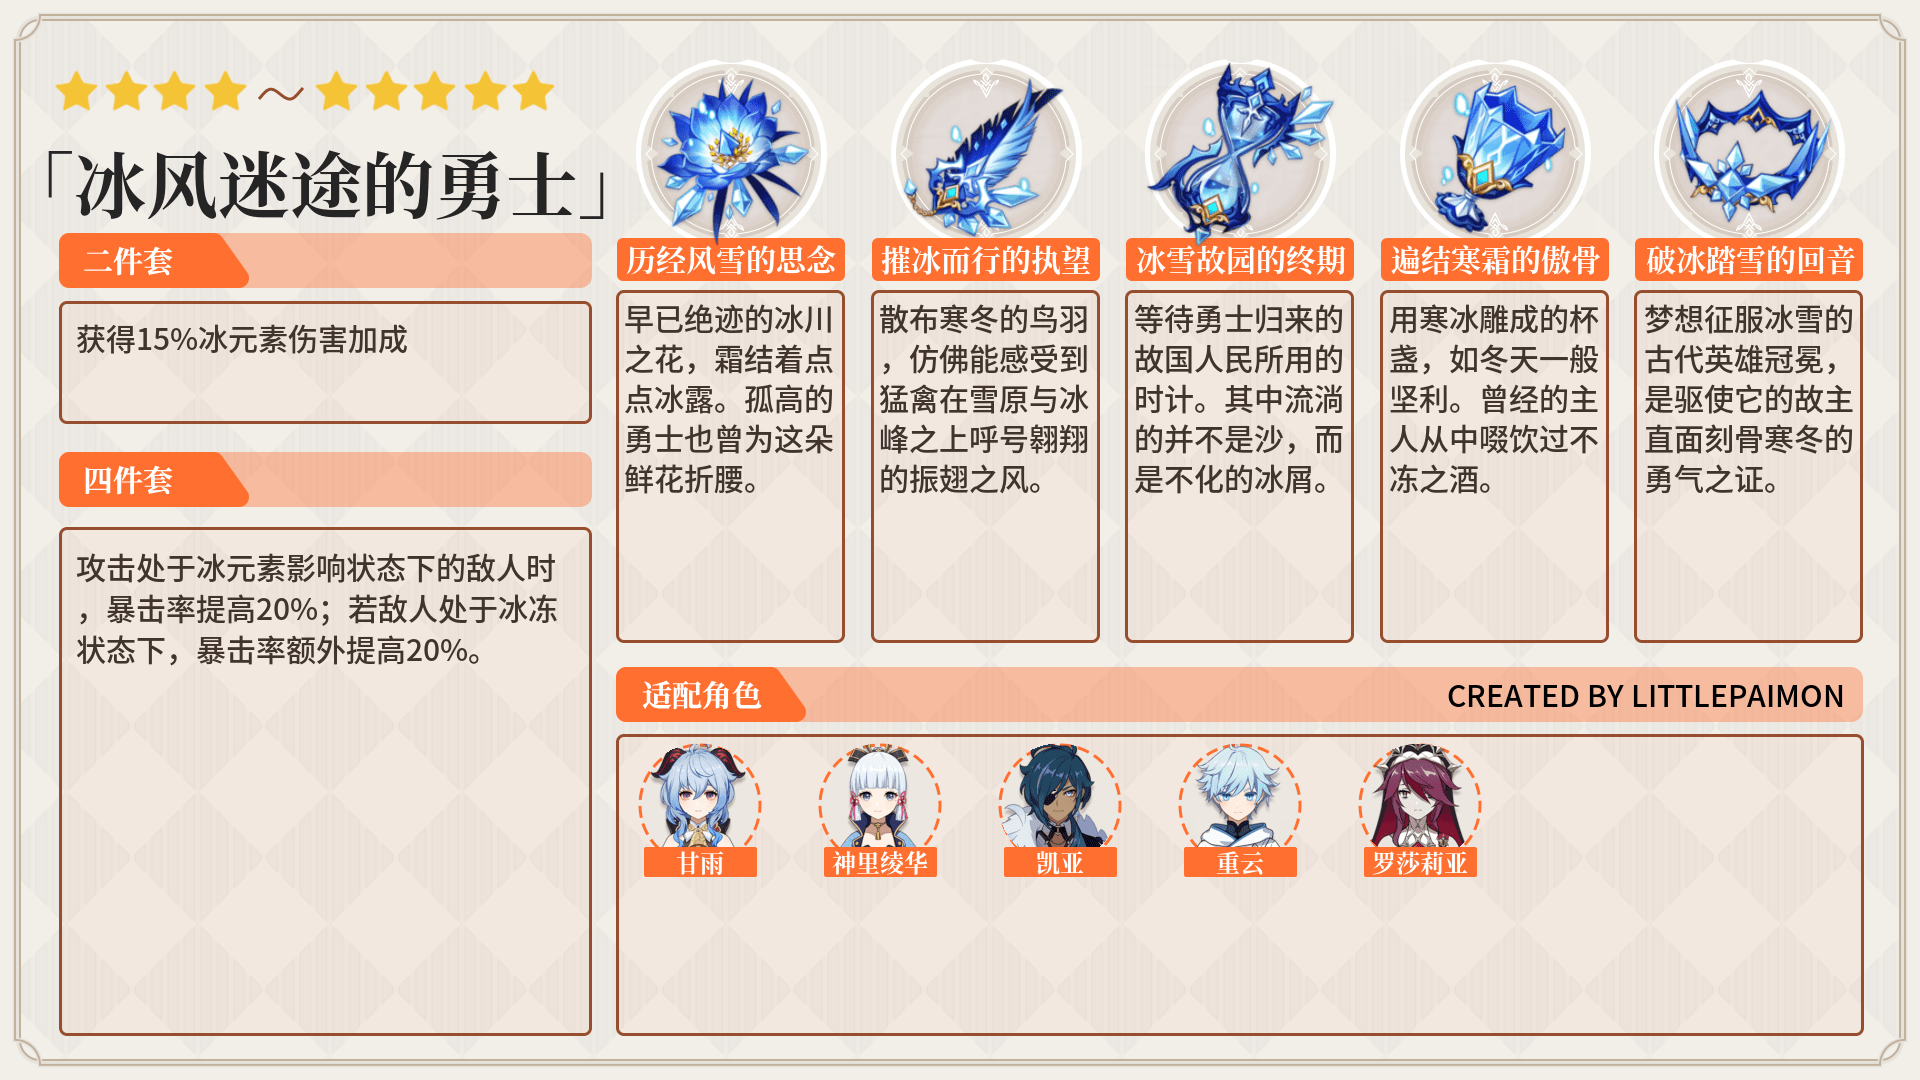 「冰风迷途的勇士」
二件套
获得15%冰元素伤害加成
四件套
攻击处于冰元素影响状态下的敌人时
，暴击率提高20%；若敌人处于冰冻
状态下，暴击率额外提高20%。
历经风雪的思念
早已绝迹的冰川
之花，霜结着点
点冰露。孤高的
勇士也曾为这朵
鲜花折腰。
摧冰而行的执望
散布寒冬的鸟羽
，仿佛能感受到
猛禽在雪原与冰
峰之上呼号翱翔
的振翅之风。
冰雪故园的终期
等待勇士归来的
故国人民所用的
时计。其中流淌
的并不是沙，而
是不化的冰屑。
遍结寒霜的傲骨
用寒冰雕成的杯
盏，如冬天一般
坚利。曾经的主
人从中啜饮过不
冻之酒。
破冰踏雪的回音
梦想征服冰雪的
古代英雄冠冕，
是驱使它的故主
直面刻骨寒冬的
勇气之证。
适配角色
CREATED BY LITTLEPAIMON
甘雨
神里绫华
凯亚
重云
罗莎莉亚